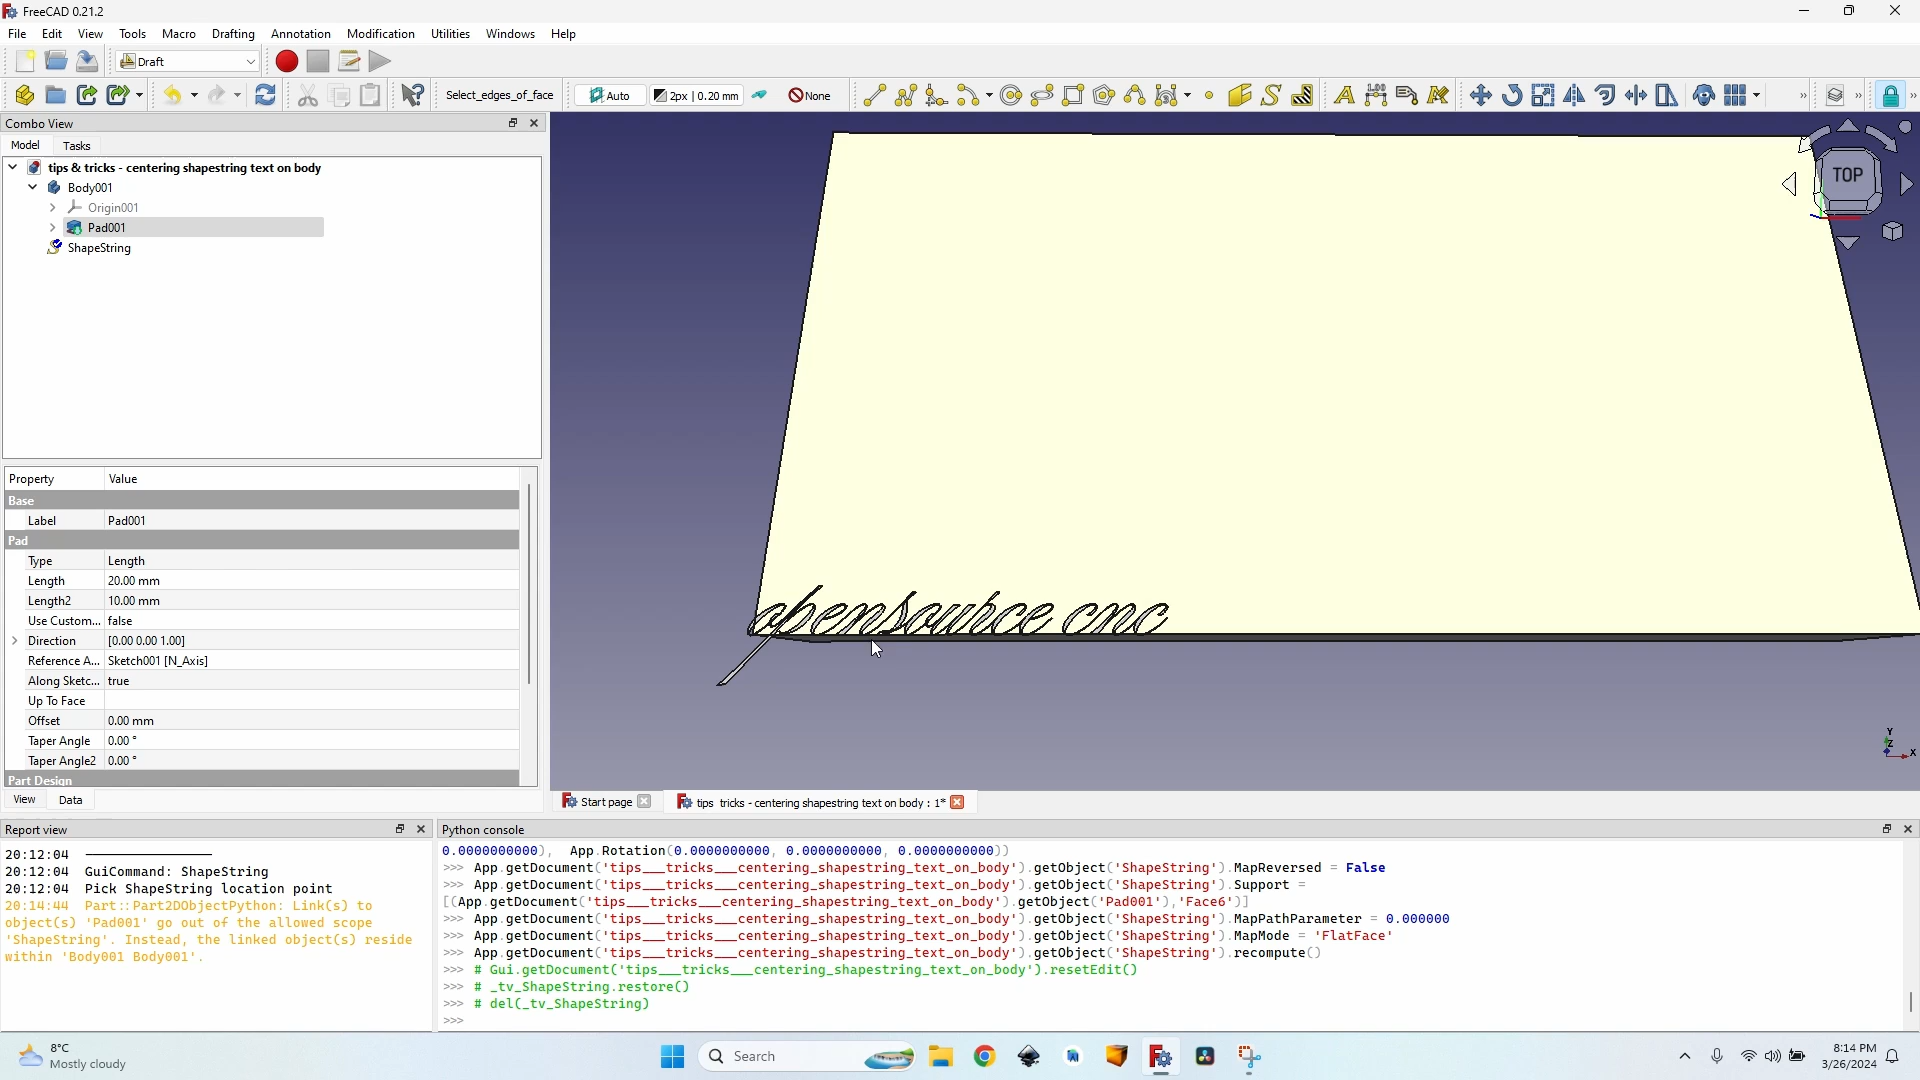 FreeCAD 0.21.2
File Edit View Tools Macro Drafting Annotation Modification Utilities Windows Help
Draft
Select_edges_of_face Auto 2px | 0.20 mm None
Combo View
Model Tasks
tips & tricks - centering shapestring text on body
Body001
Origin001
Pad001
ShapeString
Property Value
Base
Label Pad001
Pad
Type Length
Length 20.00 mm
Length2 10.00 mm
Use Custom... false
Direction [0.00 0.00 1.00]
Reference A... Sketch001 [N_Axis]
Along Sketc... true
Up To Face
Offset 0.00 mm
Taper Angle 0.00 °
Taper Angle2 0.00 °
Part Design
View Data
TOP
opensource cnc
Y
Z
X
Start page tips tricks - centering shapestring text on body : 1*
Report view
20:12:04
20:12:04 GuiCommand: ShapeString
20:12:04 Pick ShapeString location point
20:14:44 Part::Part2DObjectPython: Link(s) to
object(s) 'Pad001' go out of the allowed scope
'ShapeString'. Instead, the linked object(s) reside
within 'Body001 Body001'.
Python console
0.0000000000), App.Rotation(0.0000000000, 0.0000000000, 0.0000000000))
>>> App.getDocument('tips___tricks___centering_shapestring_text_on_body').getObject('ShapeString').MapReversed = False
>>> App.getDocument('tips___tricks___centering_shapestring_text_on_body').getObject('ShapeString').Support =
[(App.getDocument('tips___tricks___centering_shapestring_text_on_body').getObject('Pad001'),'Face6')]
>>> App.getDocument('tips___tricks___centering_shapestring_text_on_body').getObject('ShapeString').MapPathParameter = 0.000000
>>> App.getDocument('tips___tricks___centering_shapestring_text_on_body').getObject('ShapeString').MapMode = 'FlatFace'
>>> App.getDocument('tips___tricks___centering_shapestring_text_on_body').getObject('ShapeString').recompute()
>>> # Gui.getDocument('tips___tricks___centering_shapestring_text_on_body').resetEdit()
>>> # _tv_ShapeString.restore()
>>> # del(_tv_ShapeString)
>>>
8°C
Mostly cloudy
Search
8:14 PM
3/26/2024